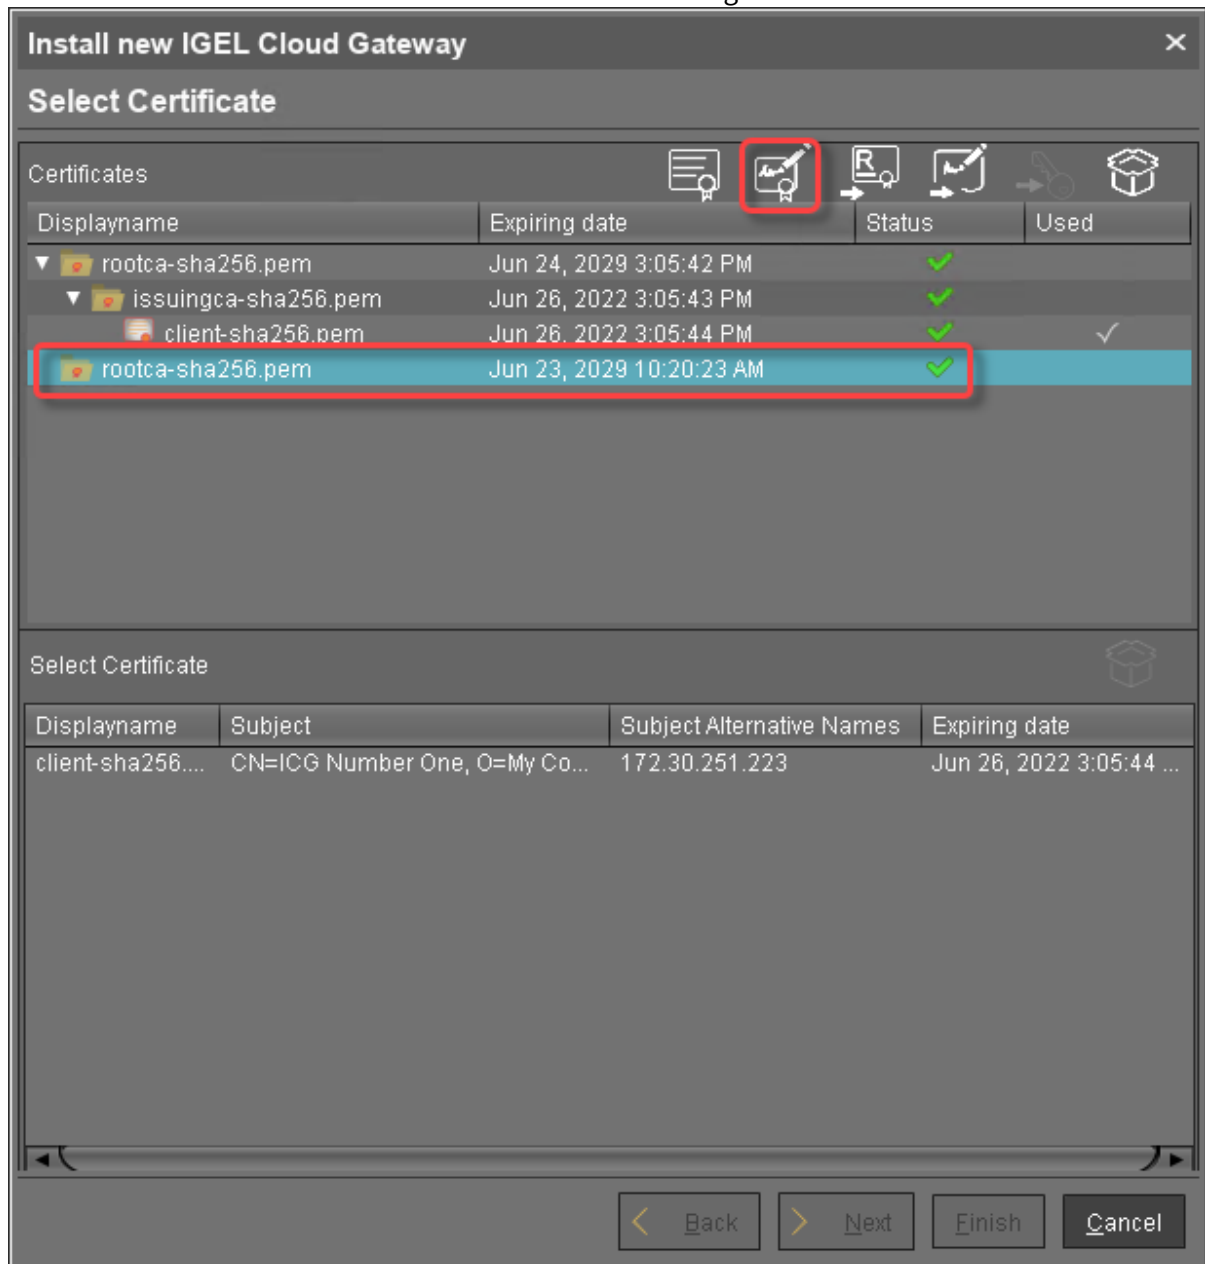 Install new IGEL Cloud Gateway
Select Certificate
Certificates
Displayname Expiring date Status Used
rootca-sha256.pem Jun 24, 2029 3:05:42 PM
issuingca-sha256.pem Jun 26, 2022 3:05:43 PM
client-sha256.pem Jun 26, 2022 3:05:44 PM
rootca-sha256.pem Jun 23, 2029 10:20:23 AM
Select Certificate
Displayname Subject Subject Alternative Names Expiring date
client-sha256.... CN=ICG Number One, O=My Co... 172.30.251.223 Jun 26, 2022 3:05:44 ...
Back Next Finish Cancel